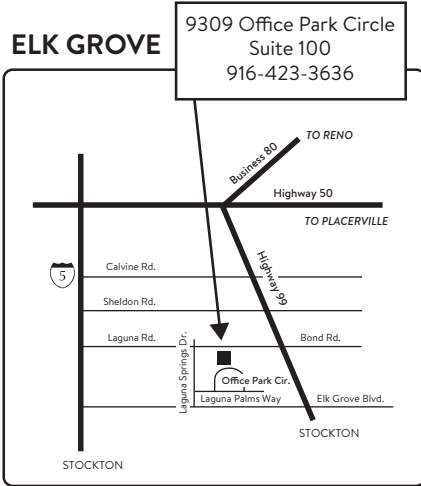 ELK GROVE
9309 Office Park Circle
Suite 100
916-423-3636
TO RENO
Business 80
Highway 50
TO PLACERVILLE
Highway 99
5
Calvine Rd.
Sheldon Rd.
Laguna Rd.
Bond Rd.
Laguna Springs Dr.
Office Park Cir.
Laguna Palms Way
Elk Grove Blvd.
STOCKTON
STOCKTON